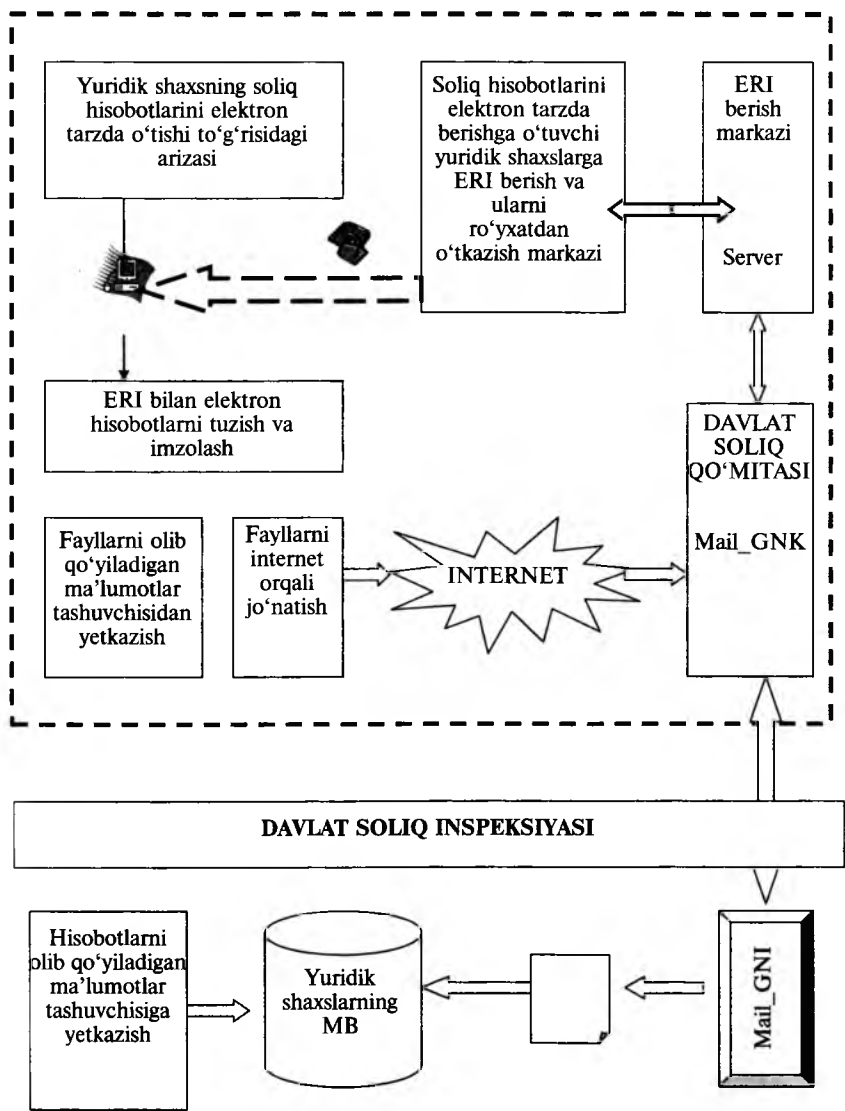 Yuridik shaxsning soliq
hisobotlarini elektron
tarzda o‘tishi to‘g‘risidagi
arizasi
Soliq hisobotlarini
elektron tarzda
berishga o‘tuvchi
yuridik shaxslarga
ERI berish va
ularni
ro‘yxatdan
o‘tkazish markazi
ERI
berish
markazi
Server
ERI bilan elektron
hisobotlarni tuzish va
imzolash
DAVLAT
SOLIQ
QO‘MITASI
Mail_GNK
Fayllarni olib
qo‘yiladigan
ma’lumotlar
tashuvchisidan
yetkazish
Fayllarni
internet
orqali
jo‘natish
INTERNET
DAVLAT SOLIQ INSPEKSIYASI
Hisobotlarni
olib qo‘yiladigan
ma’lumotlar
tashuvchisiga
yetkazish
Yuridik
shaxslarning
MB
Mail_GNI